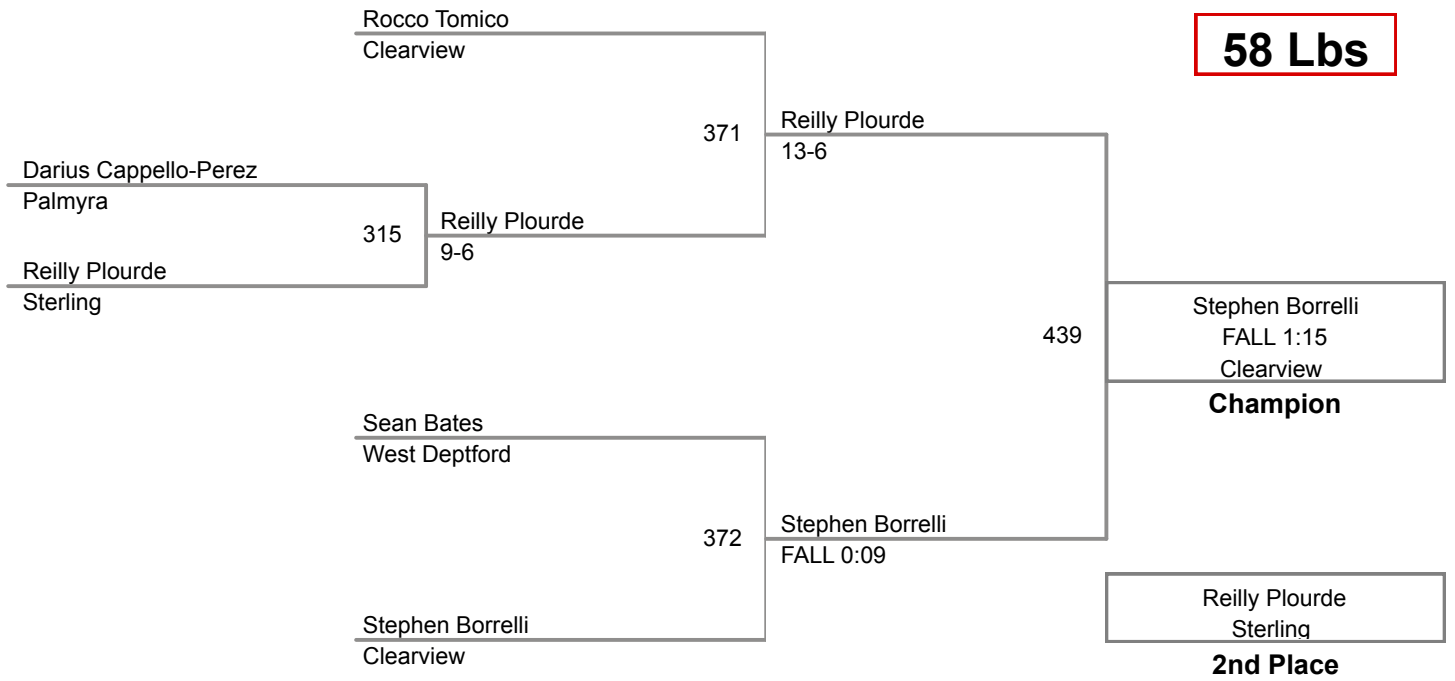 Rocco Tomico
Clearview
58 Lbs
371
Reilly Plourde
13-6
Darius Cappello-Perez
Palmyra
315
Reilly Plourde
9-6
Reilly Plourde
Sterling
439
Stephen Borrelli
FALL 1:15
Clearview
Champion
Sean Bates
West Deptford
372
Stephen Borrelli
FALL 0:09
Stephen Borrelli
Clearview
Reilly Plourde
Sterling
2nd Place